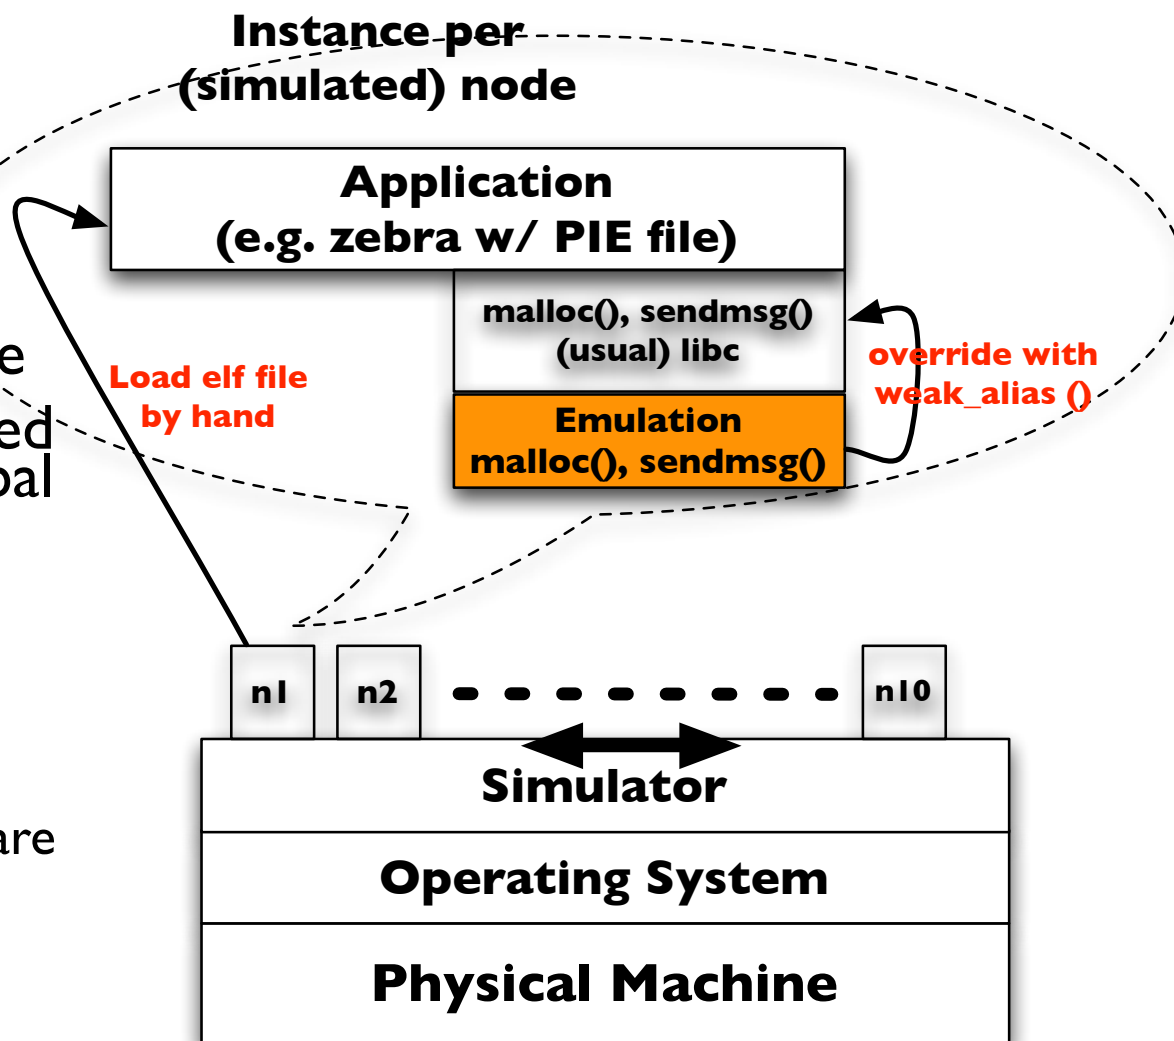 Instance per
(simulated) node
Application
(e.g. zebra w/ PIE file)
malloc(), sendmsg()
(usual) libc
override with
weak_alias ()
Load elf file
by hand
Emulation
malloc(), sendmsg()
n1
n2
n10
Simulator
Operating System
Physical Machine